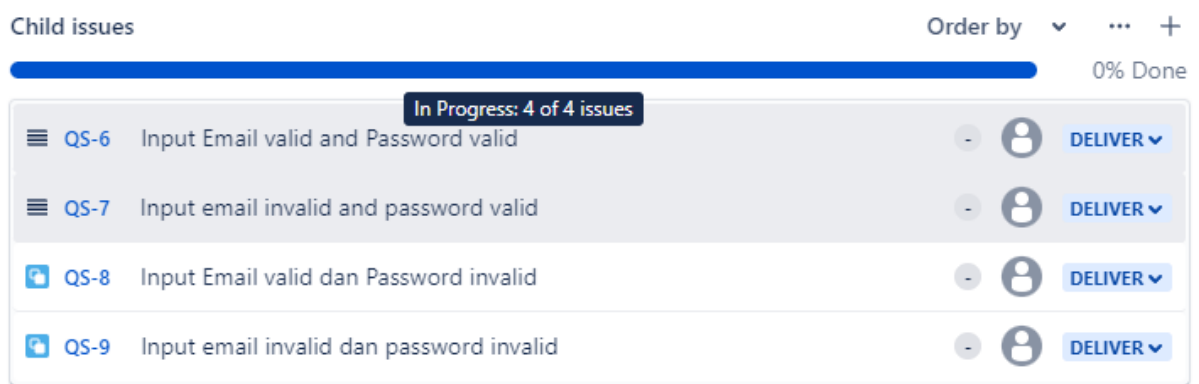 Child issues Order by
0% Done
In Progress: 4 of 4 issues
QS-6 Input Email valid and Password valid - DELIVER
QS-7 Input email invalid and password valid - DELIVER
QS-8 Input Email valid dan Password invalid - DELIVER
QS-9 Input email invalid dan password invalid - DELIVER